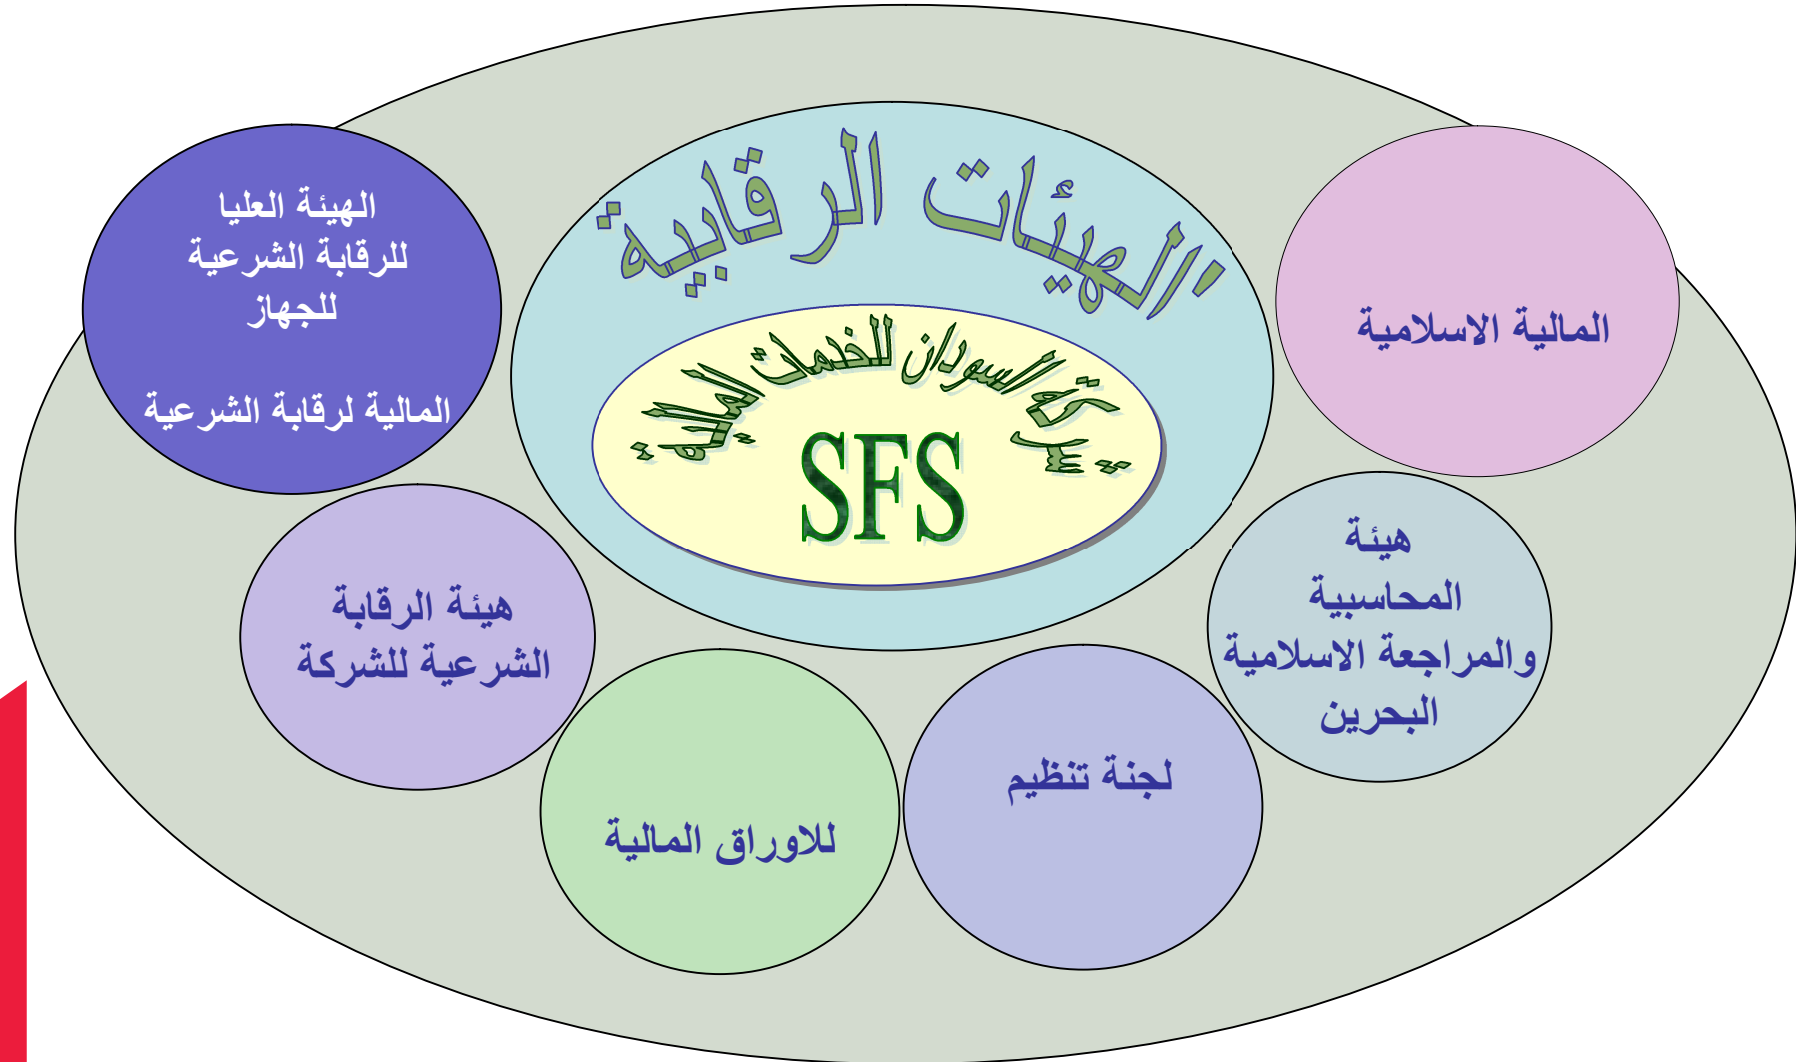 الهيئات الرقابية
شركة السودان للخدمات المالية
SFS
المالية الاسلامية
هيئة
المحاسبية
والمراجعة الاسلامية
البحرين
لجنة تنظيم
للاوراق المالية
هيئة الرقابة
الشرعية للشركة
الهيئة العليا
للرقابة الشرعية
للجهاز
المالية لرقابة الشرعية